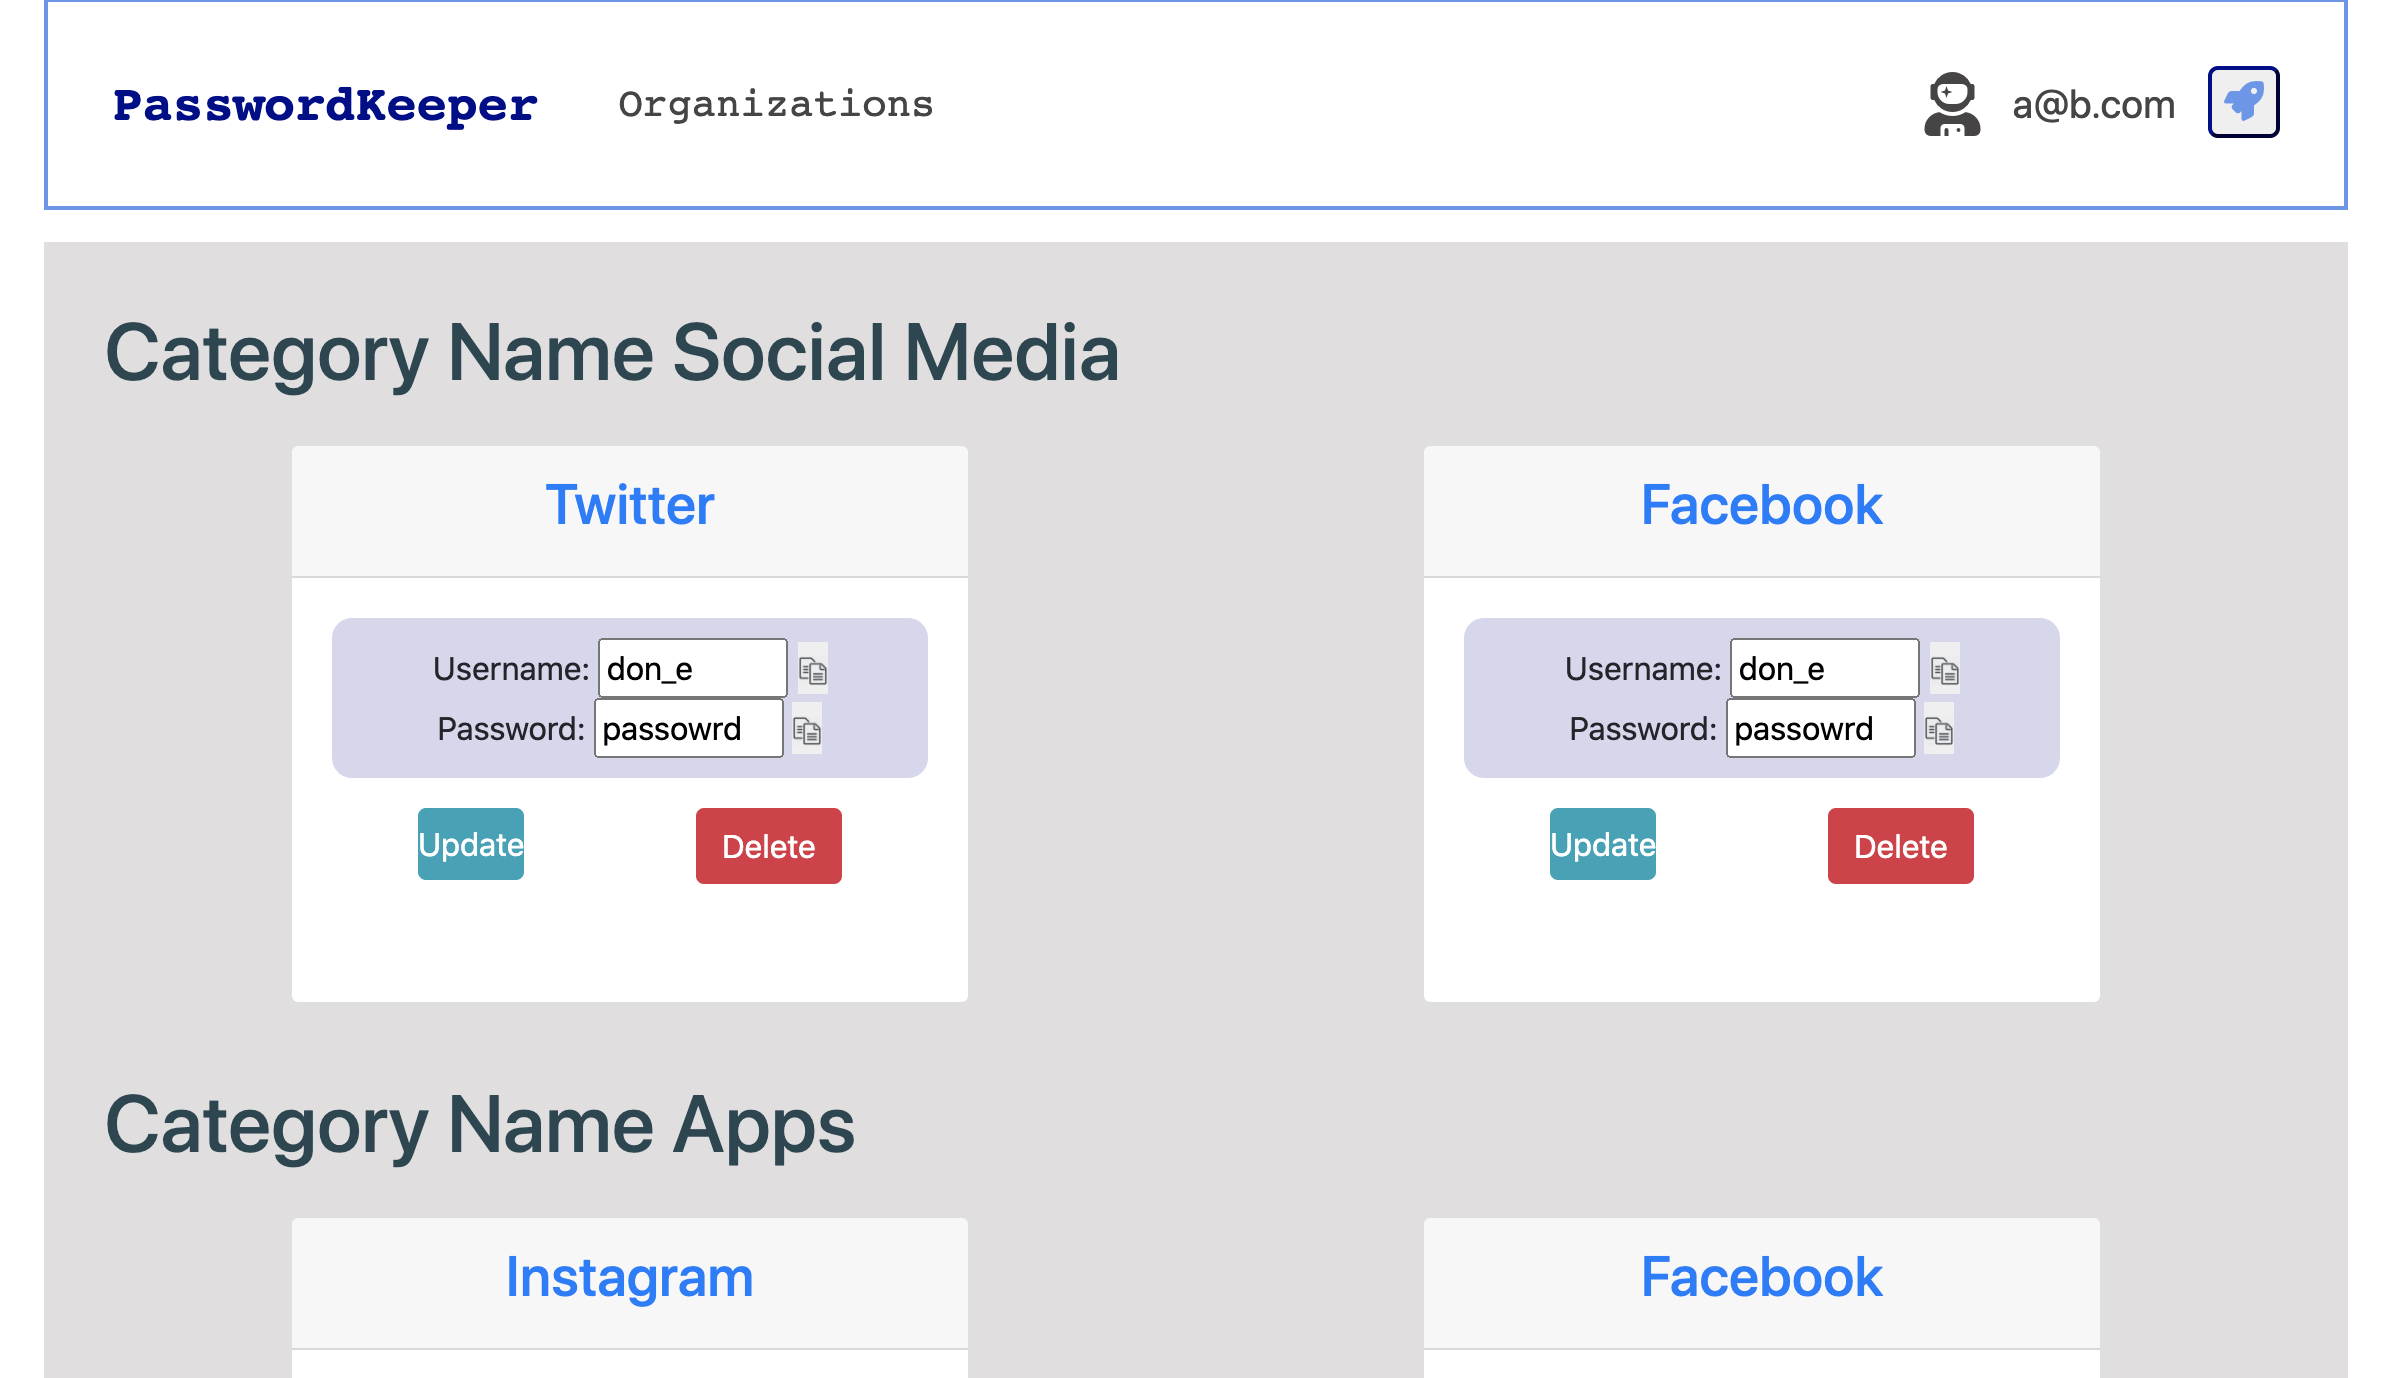 PasswordKeeper Organizations a@b.com
Category Name Social Media
Twitter Facebook
Username: don_e Username: don_e
Password: passowrd Password: passowrd
Update Delete Update Delete
Category Name Apps
Instagram Facebook